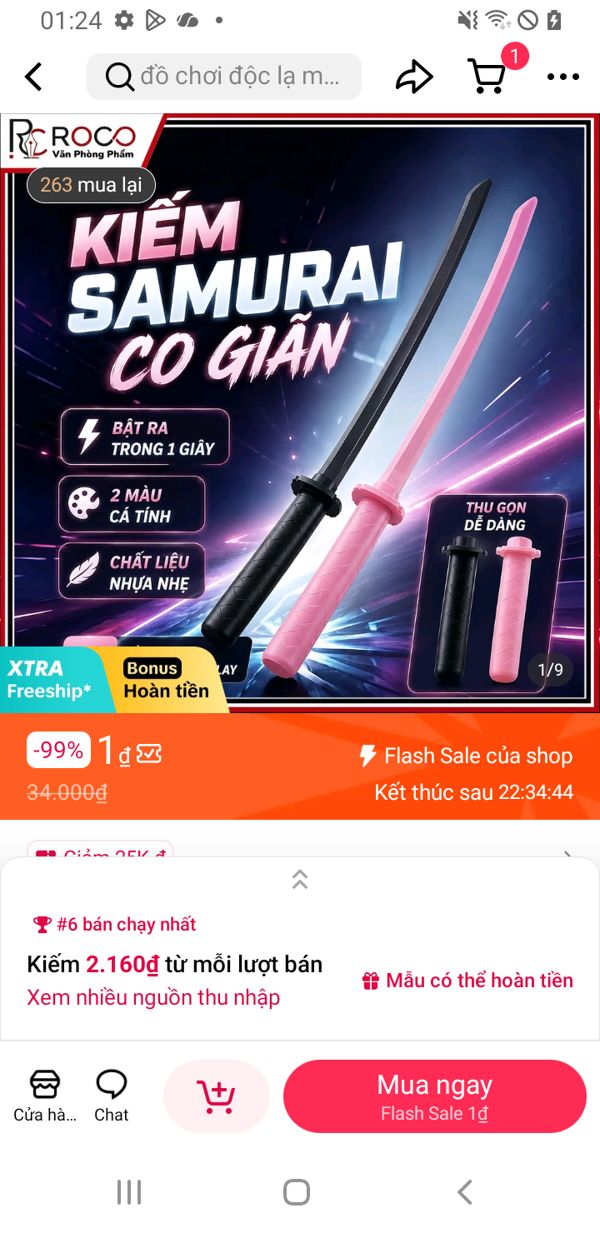 01:24
đồ chơi độc lạ m...
1
ROCO
Văn Phòng Phẩm
263 mua lại
KIẾM
SAMURAI
CO GIÃN
BẬT RA
TRONG 1 GIÂY
2 MÀU
CÁ TÍNH
CHẤT LIỆU
NHỰA NHẸ
THU GỌN
DỄ DÀNG
LAY
1/9
XTRA
Freeship*
Bonus
Hoàn tiền
-99% 1đ
34.000₫
Flash Sale của shop
Kết thúc sau 22:34:44
Giảm 25K đ
#6 bán chạy nhất
Kiếm 2.160₫ từ mỗi lượt bán
Xem nhiều nguồn thu nhập
Mẫu có thể hoàn tiền
Cửa hà...
Chat
Mua ngay
Flash Sale 1₫